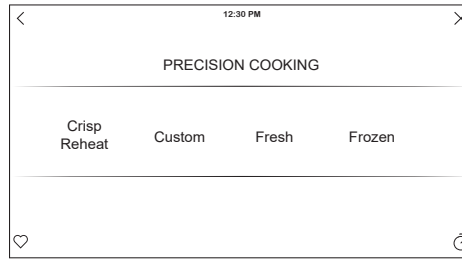 12:30 PM
PRECISION COOKING
Crisp
Reheat
Custom
Fresh
Frozen